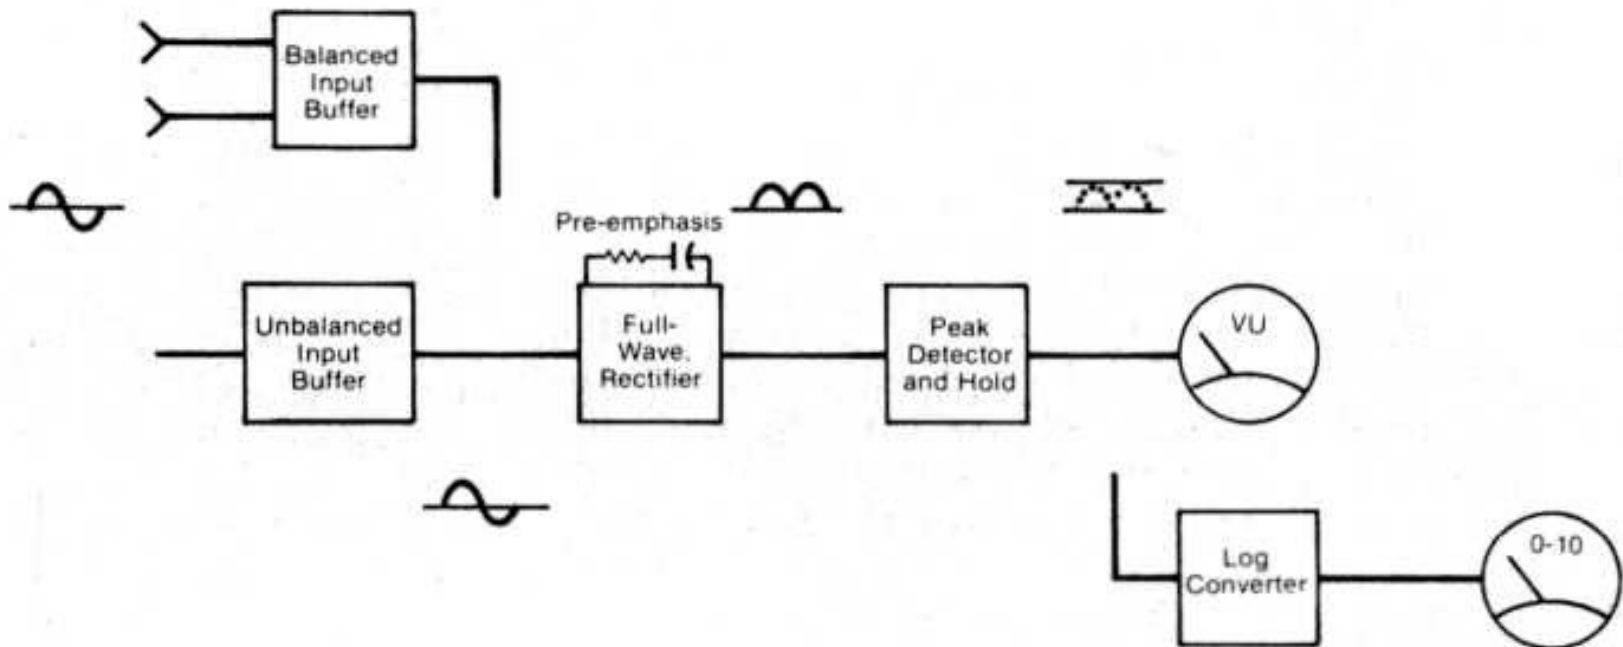 Balanced
Input
Buffer
Pre-emphasis
Unbalanced
Input
Buffer
Full-
Wave.
Rectifier
Peak
Detector
and Hold
VU
Log
Converter
0-10